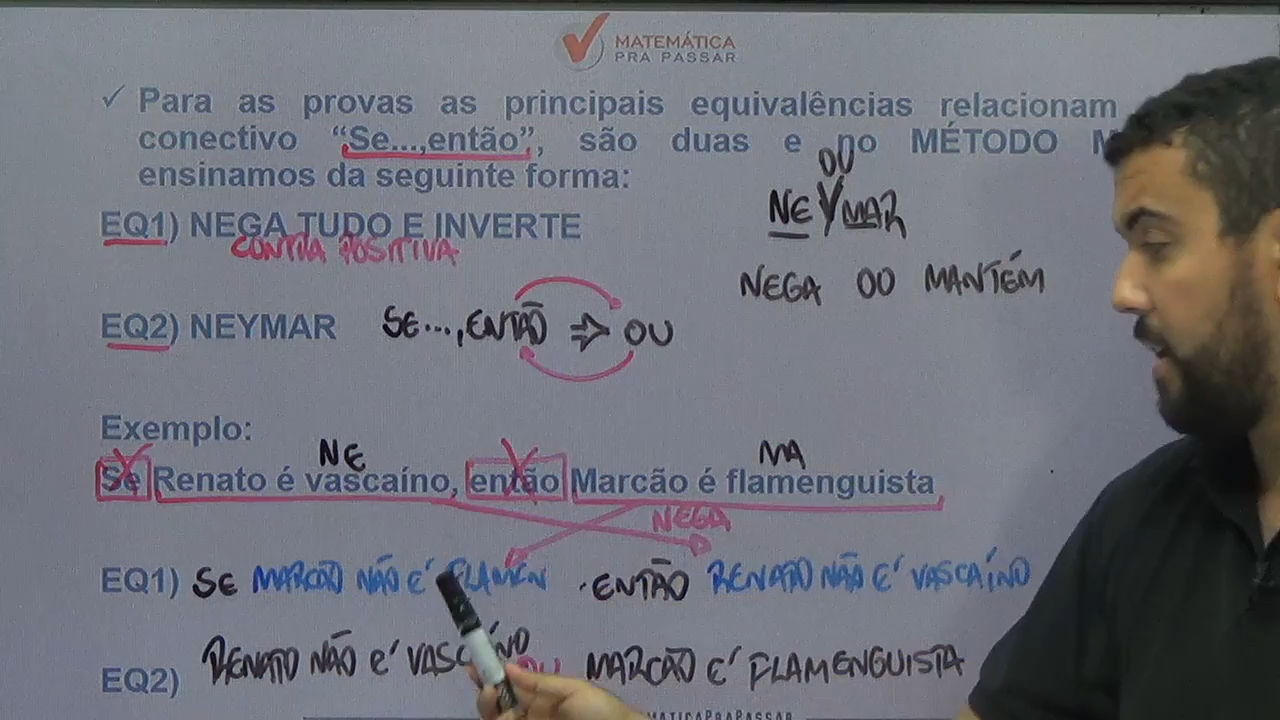 MATEMÁTICA
PRA PASSAR
✓ Para as provas as principais equivalências relacionam
conectivo “Se...,então”, são duas e no MÉTODO
ensinamos da seguinte forma:
OU
NEYMAR
EQ1) NEGA TUDO E INVERTE
CONTRA POSITIVA
NEGA OU MANTÉM
EQ2) NEYMAR SE...,ENTÃO ⇒ OU
Exemplo:
NE MA
Se Renato é vascaíno, então Marcão é flamenguista
NEGA
EQ1) SE MARCÃO NÃO É FLAMEN ENTÃO RENATO NÃO É VASCAÍNO
EQ2) RENATO NÃO É VASCAÍNO OU MARCÃO É FLAMENGUISTA